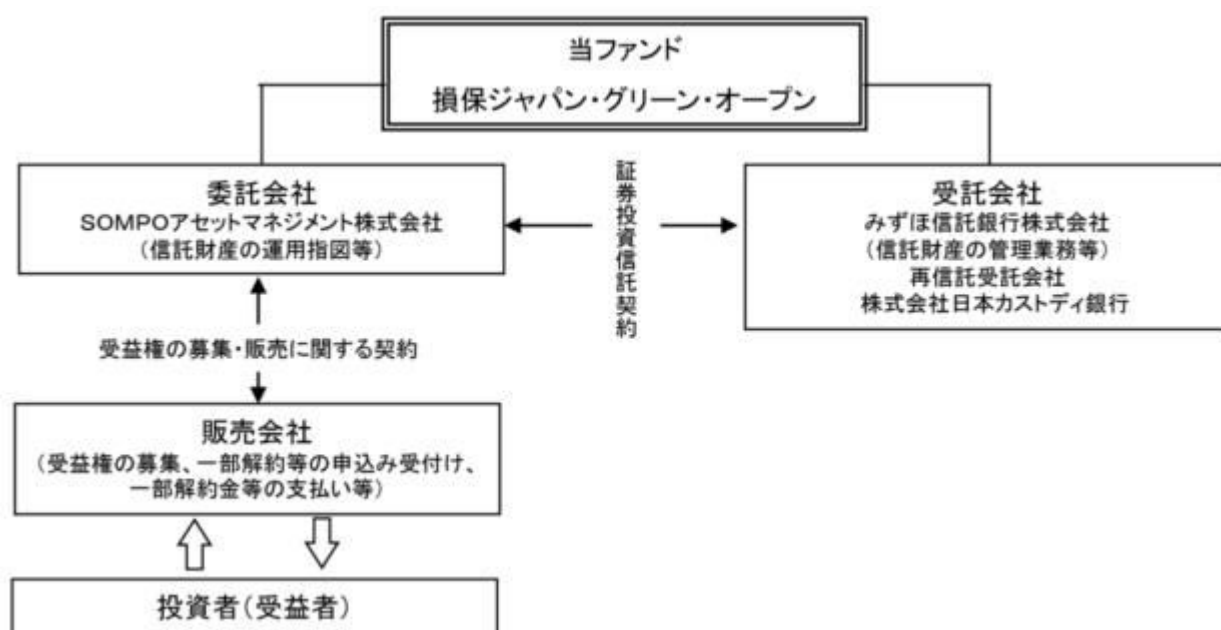 当ファンド
損保ジャパン・グリーン・オープン
委託会社
SOMPOアセットマネジメント株式会社
(信託財産の運用指図等)
証券投資信託契約
受託会社
みずほ信託銀行株式会社
(信託財産の管理業務等)
再信託受託会社
株式会社日本カストディ銀行
受益権の募集・販売に関する契約
販売会社
(受益権の募集、一部解約等の申込み受付け、
一部解約金等の支払い等)
投資者(受益者)